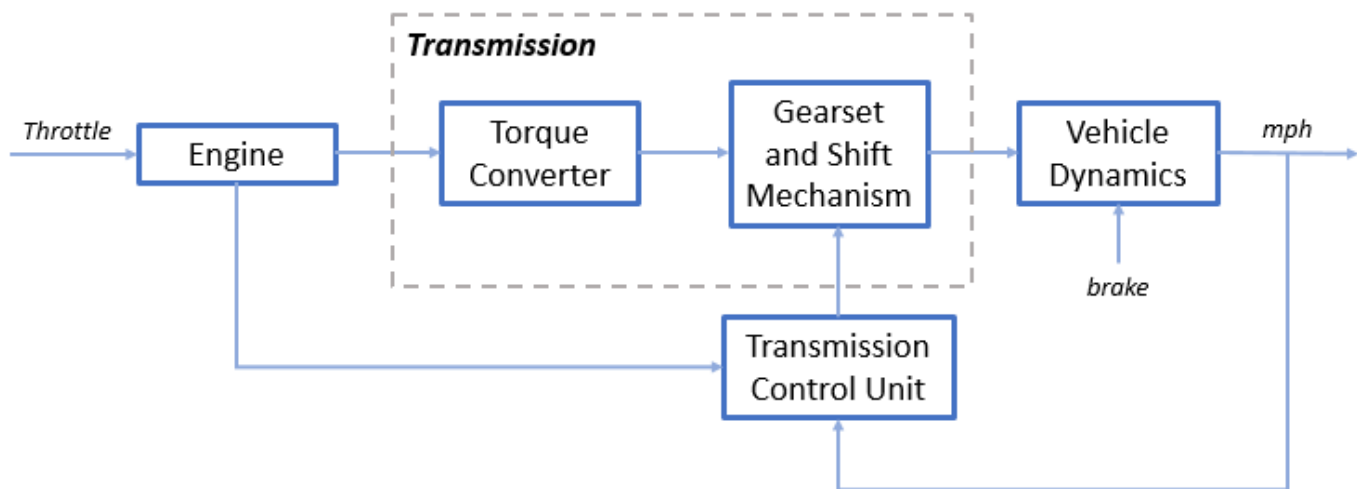 Transmission
Throttle
Engine
Torque
Converter
Gearset
and Shift
Mechanism
Vehicle
Dynamics
mph
brake
Transmission
Control Unit